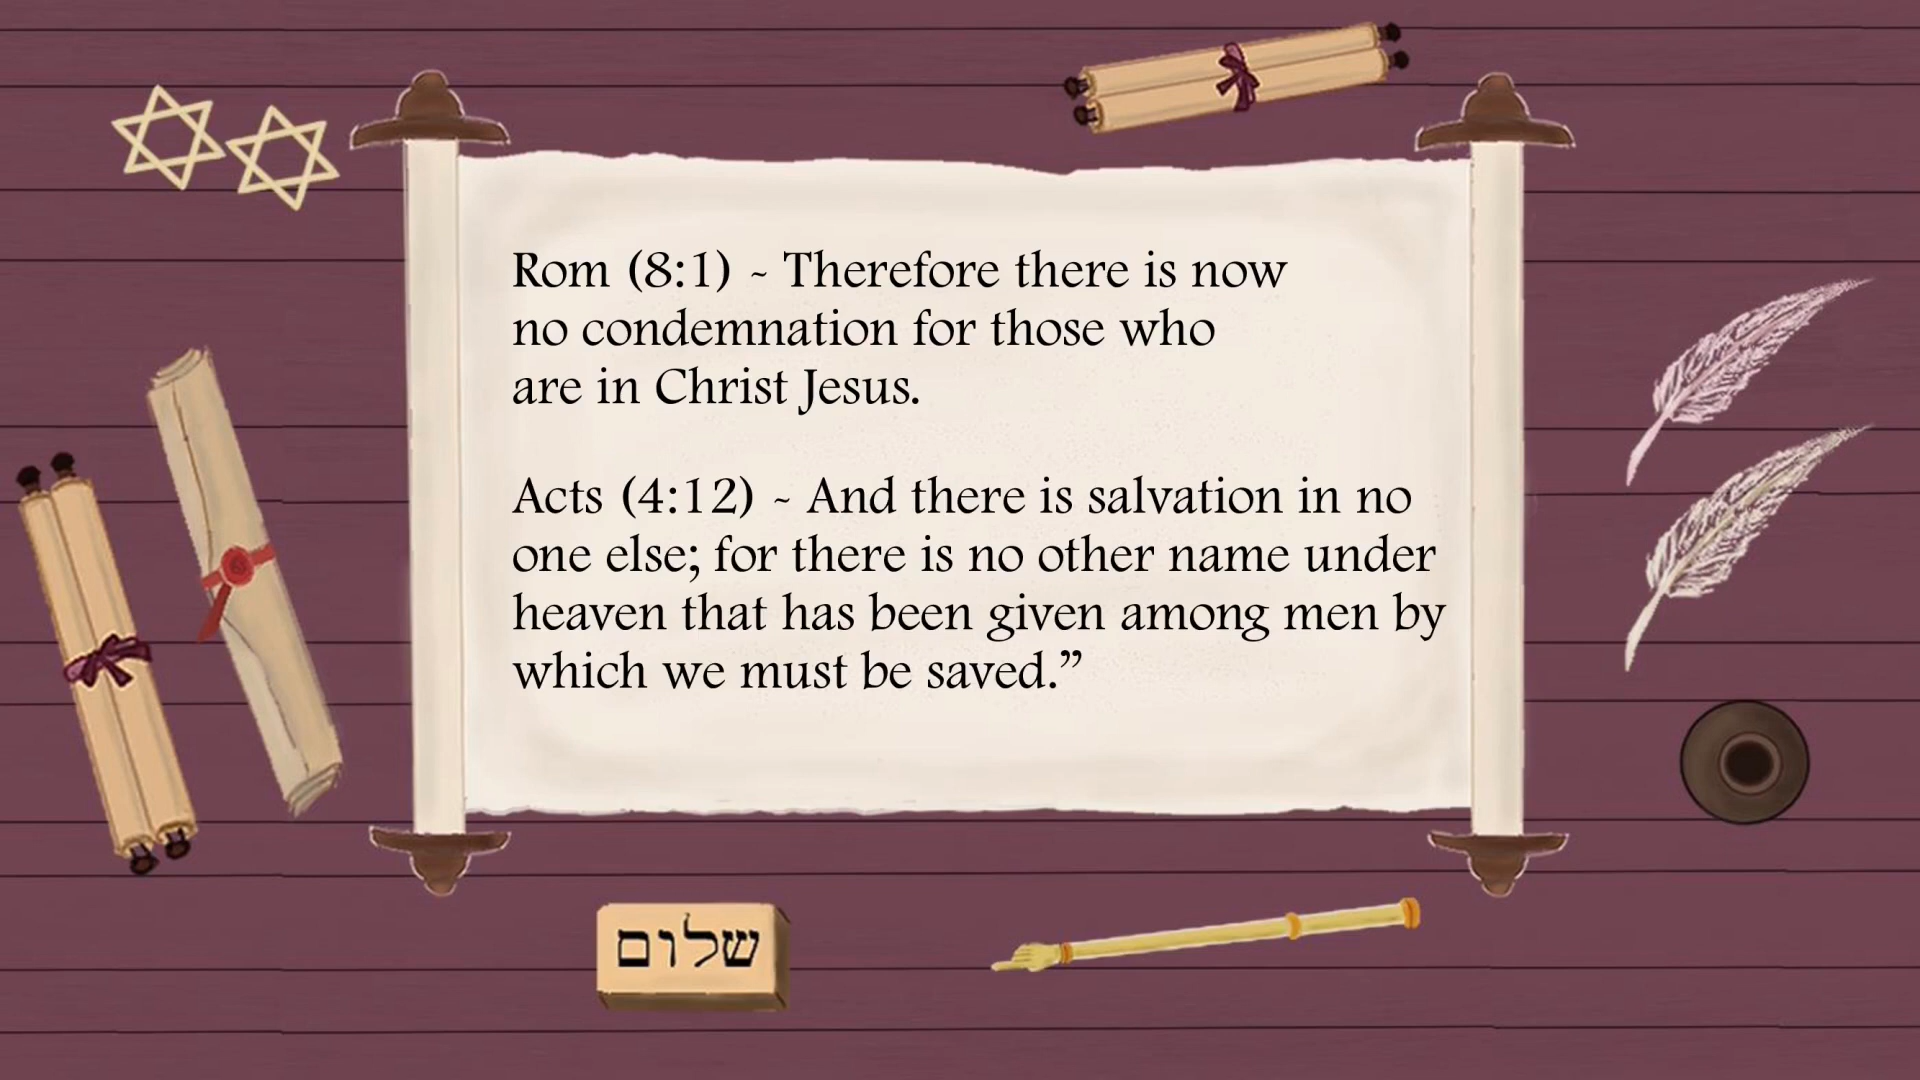 Rom (8:1) - Therefore there is now
no condemnation for those who
are in Christ Jesus.
Acts (4:12) - And there is salvation in no
one else; for there is no other name under
heaven that has been given among men by
which we must be saved.”
שלום